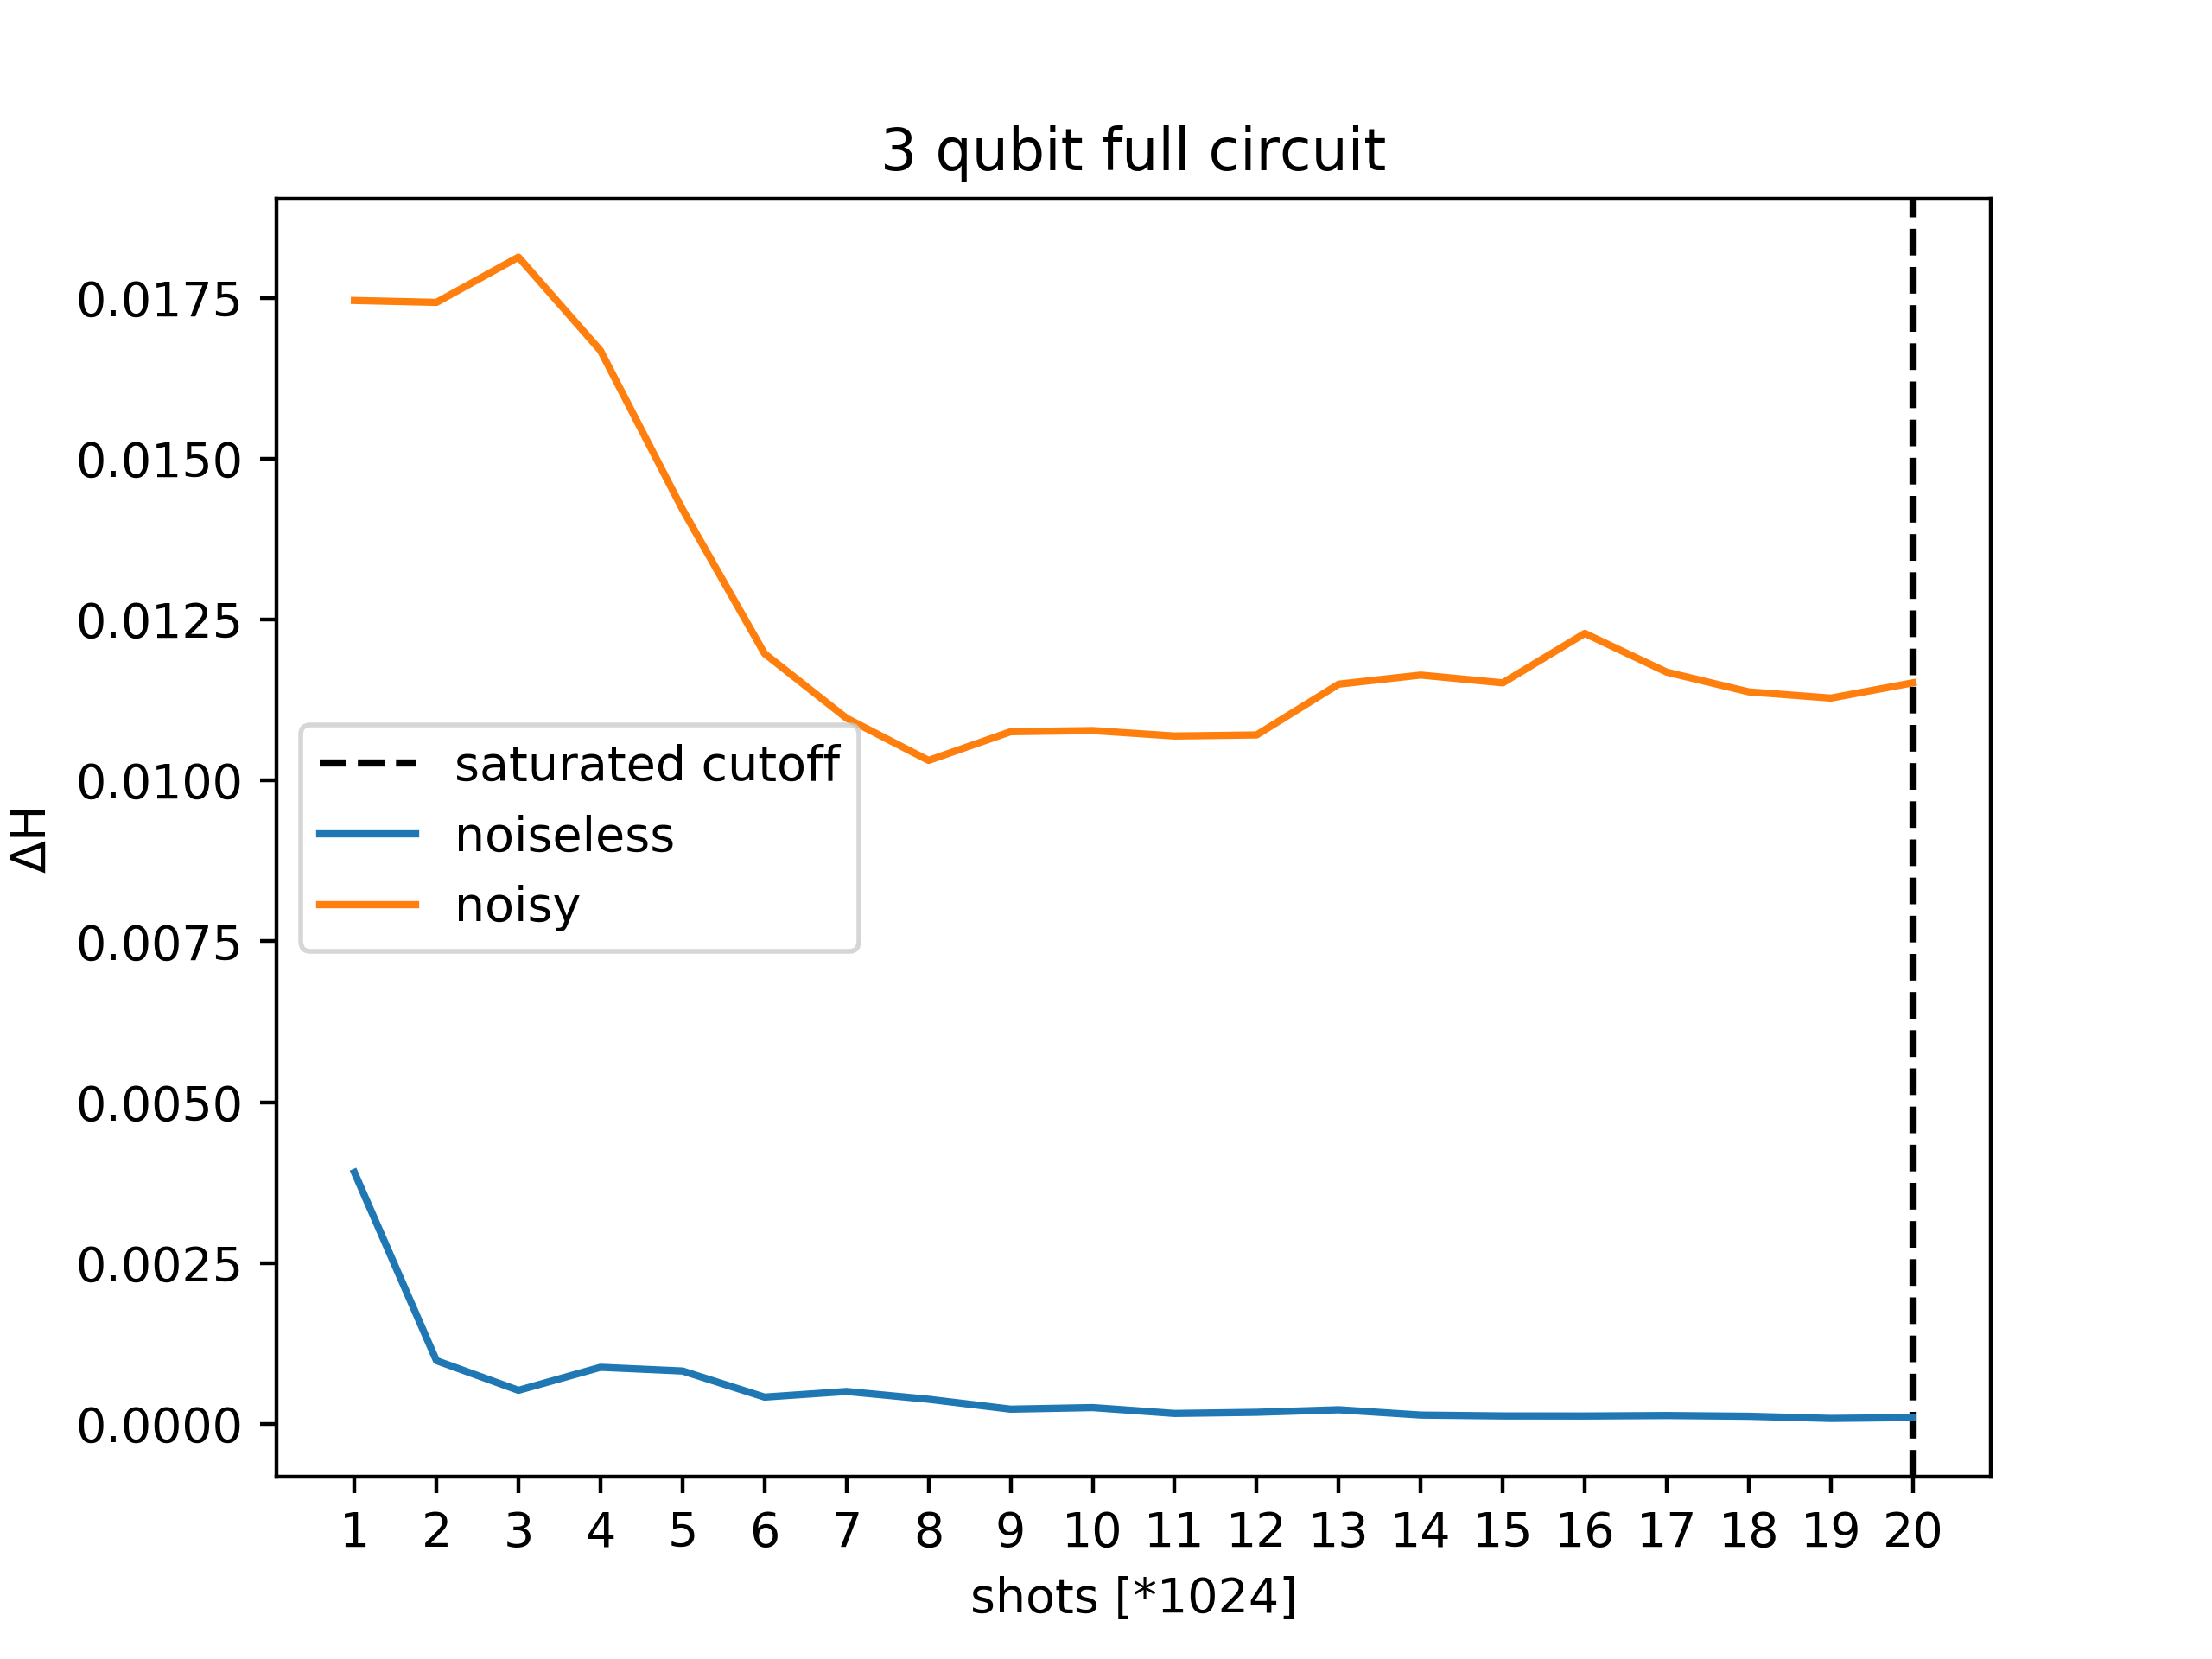 3 qubit full circuit
ΔH
0.0175
0.0150
0.0125
0.0100
0.0075
0.0050
0.0025
0.0000
saturated cutoff
noiseless
noisy
1 2 3 4 5 6 7 8 9 10 11 12 13 14 15 16 17 18 19 20
shots [*1024]